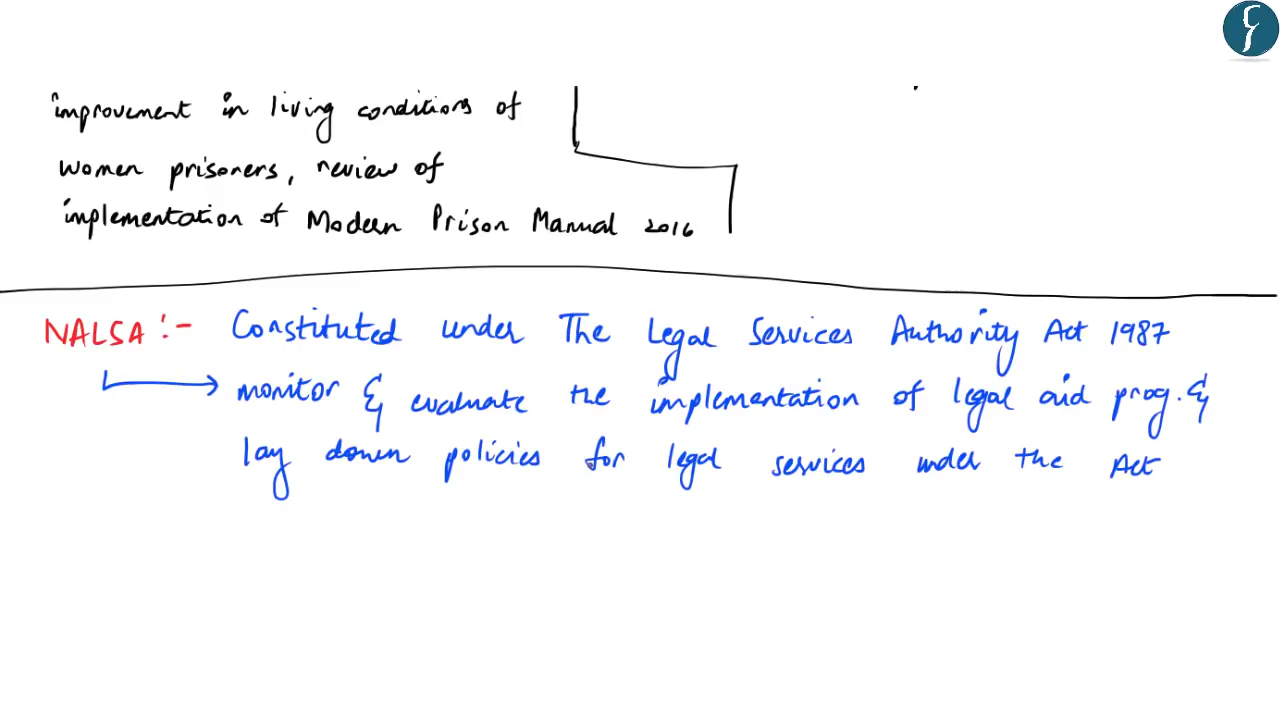 improvement in living conditions of
women prisoners, review of
implementation of Modern Prison Manual 2016
NALSA :- Constituted under The Legal Services Authority Act 1987
monitor & evaluate the implementation of legal aid prog. &
lay down policies for legal services under the Act